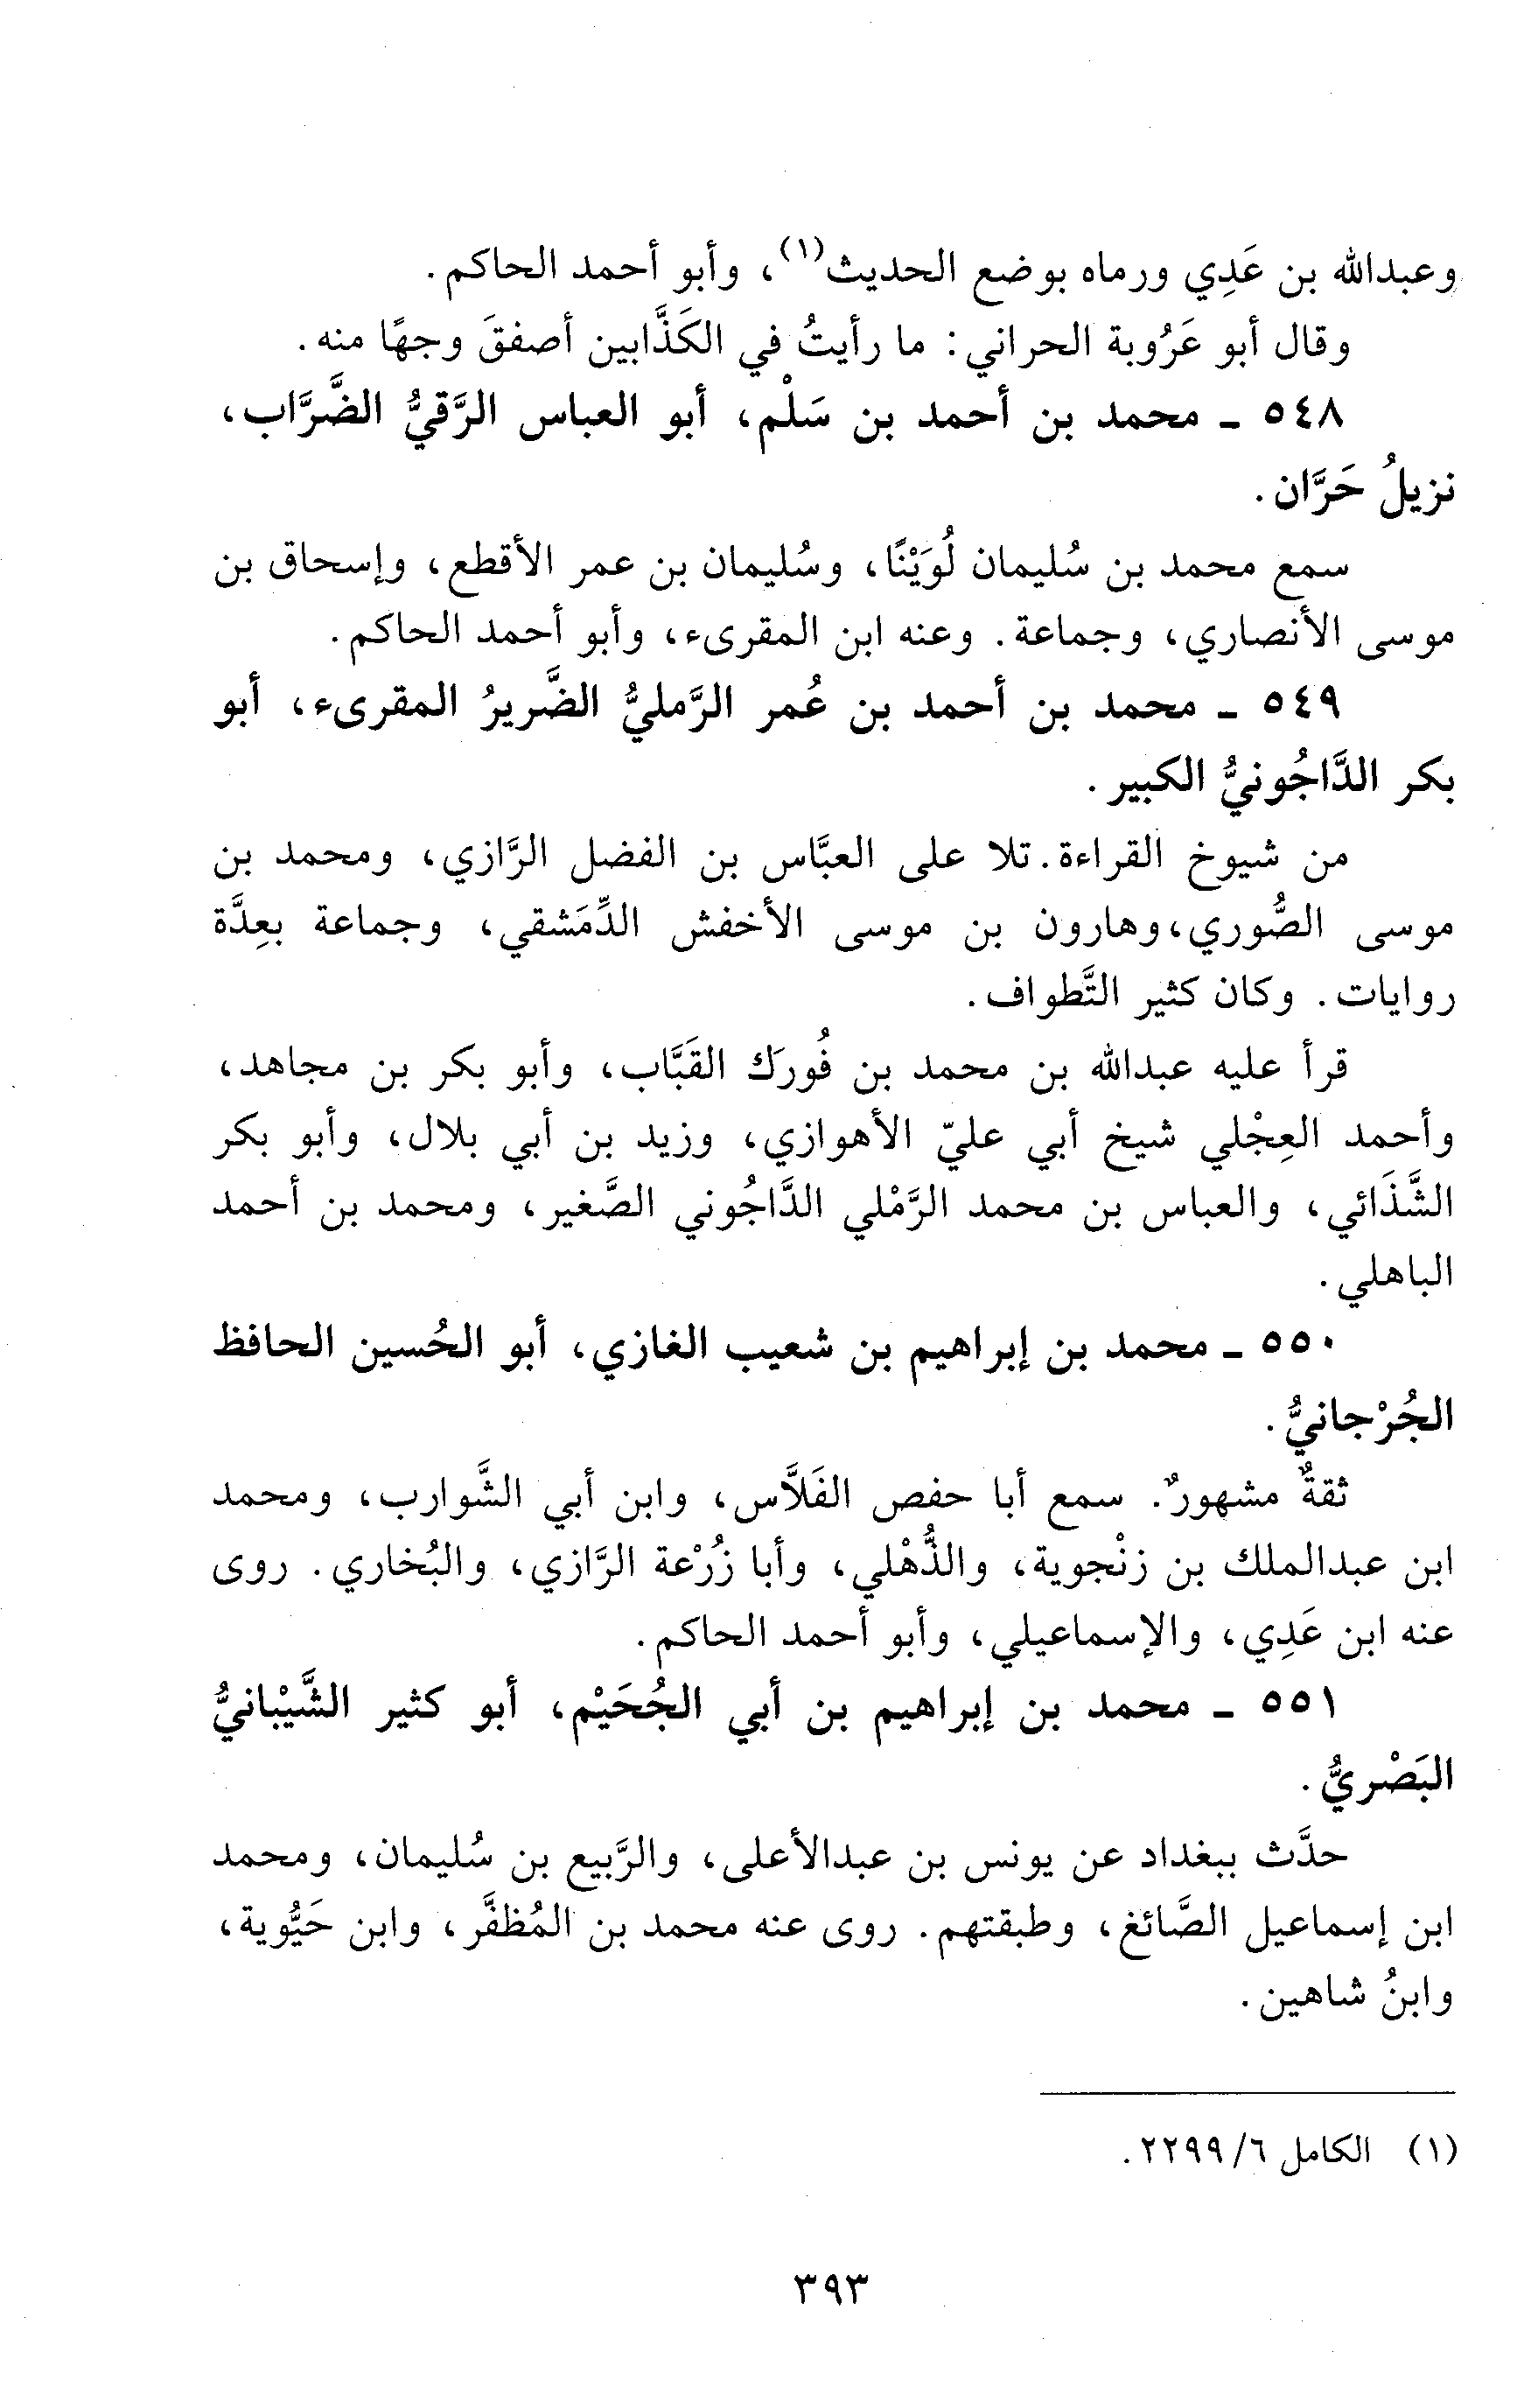 وعبدالله بن عَدِي ورماه بوضع الحديث(١)، وأبو أحمد الحاكم.
وقال أبو عَرُوبة الحراني: ما رأيتُ في الكَذَّابين أصفقَ وجهًا منه.
٥٤٨ - محمد بن أحمد بن سَلْم، أبو العباس الرَّقيُّ الضَّرَّاب،
نزيلُ حَرَّان.
سمع محمد بن سُليمان لُوَيْنًا، وسُليمان بن عمر الأقطع، وإسحاق بن
موسى الأنصاري، وجماعة. وعنه ابن المقرىء، وأبو أحمد الحاكم.
٥٤٩ - محمد بن أحمد بن عُمر الرَّمليُّ الضَّريرُ المقرىء، أبو
بكر الدَّاجُونيُّ الكبير.
من شيوخ القراءة. تلا على العبَّاس بن الفضل الرَّازي، ومحمد بن
موسى الصُّوري، وهارون بن موسى الأخفش الدِّمَشقي، وجماعة بعِدَّة
روايات. وكان كثير التَّطواف.
قرأ عليه عبدالله بن محمد بن فُورَك القَبَّاب، وأبو بكر بن مجاهد،
وأحمد العِجْلي شيخ أبي عليّ الأهوازي، وزيد بن أبي بلال، وأبو بكر
الشَّذَائي، والعباس بن محمد الرَّمْلي الدَّاجُوني الصَّغير، ومحمد بن أحمد
الباهلي.
٥٥٠ - محمد بن إبراهيم بن شعيب الغازي، أبو الحُسين الحافظ
الجُرْجانيُّ.
ثقةٌ مشهورٌ. سمع أبا حفص الفَلاَّس، وابن أبي الشَّوارب، ومحمد
ابن عبدالملك بن زنْجوية، والذُّهْلي، وأبا زُرْعة الرَّازي، والبُخاري. روى
عنه ابن عَدِي، والإسماعيلي، وأبو أحمد الحاكم.
٥٥١ - محمد بن إبراهيم بن أبي الجُحَيْم، أبو كثير الشَّيْبانيُّ
البَصْريُّ.
حدَّث ببغداد عن يونس بن عبدالأعلى، والرَّبيع بن سُليمان، ومحمد
ابن إسماعيل الصَّائغ، وطبقتهم. روى عنه محمد بن المُظفَّر، وابن حَيُّوية،
وابنُ شاهين.
(١) الكامل ٦/ ٢٢٩٩.
٣٩٣